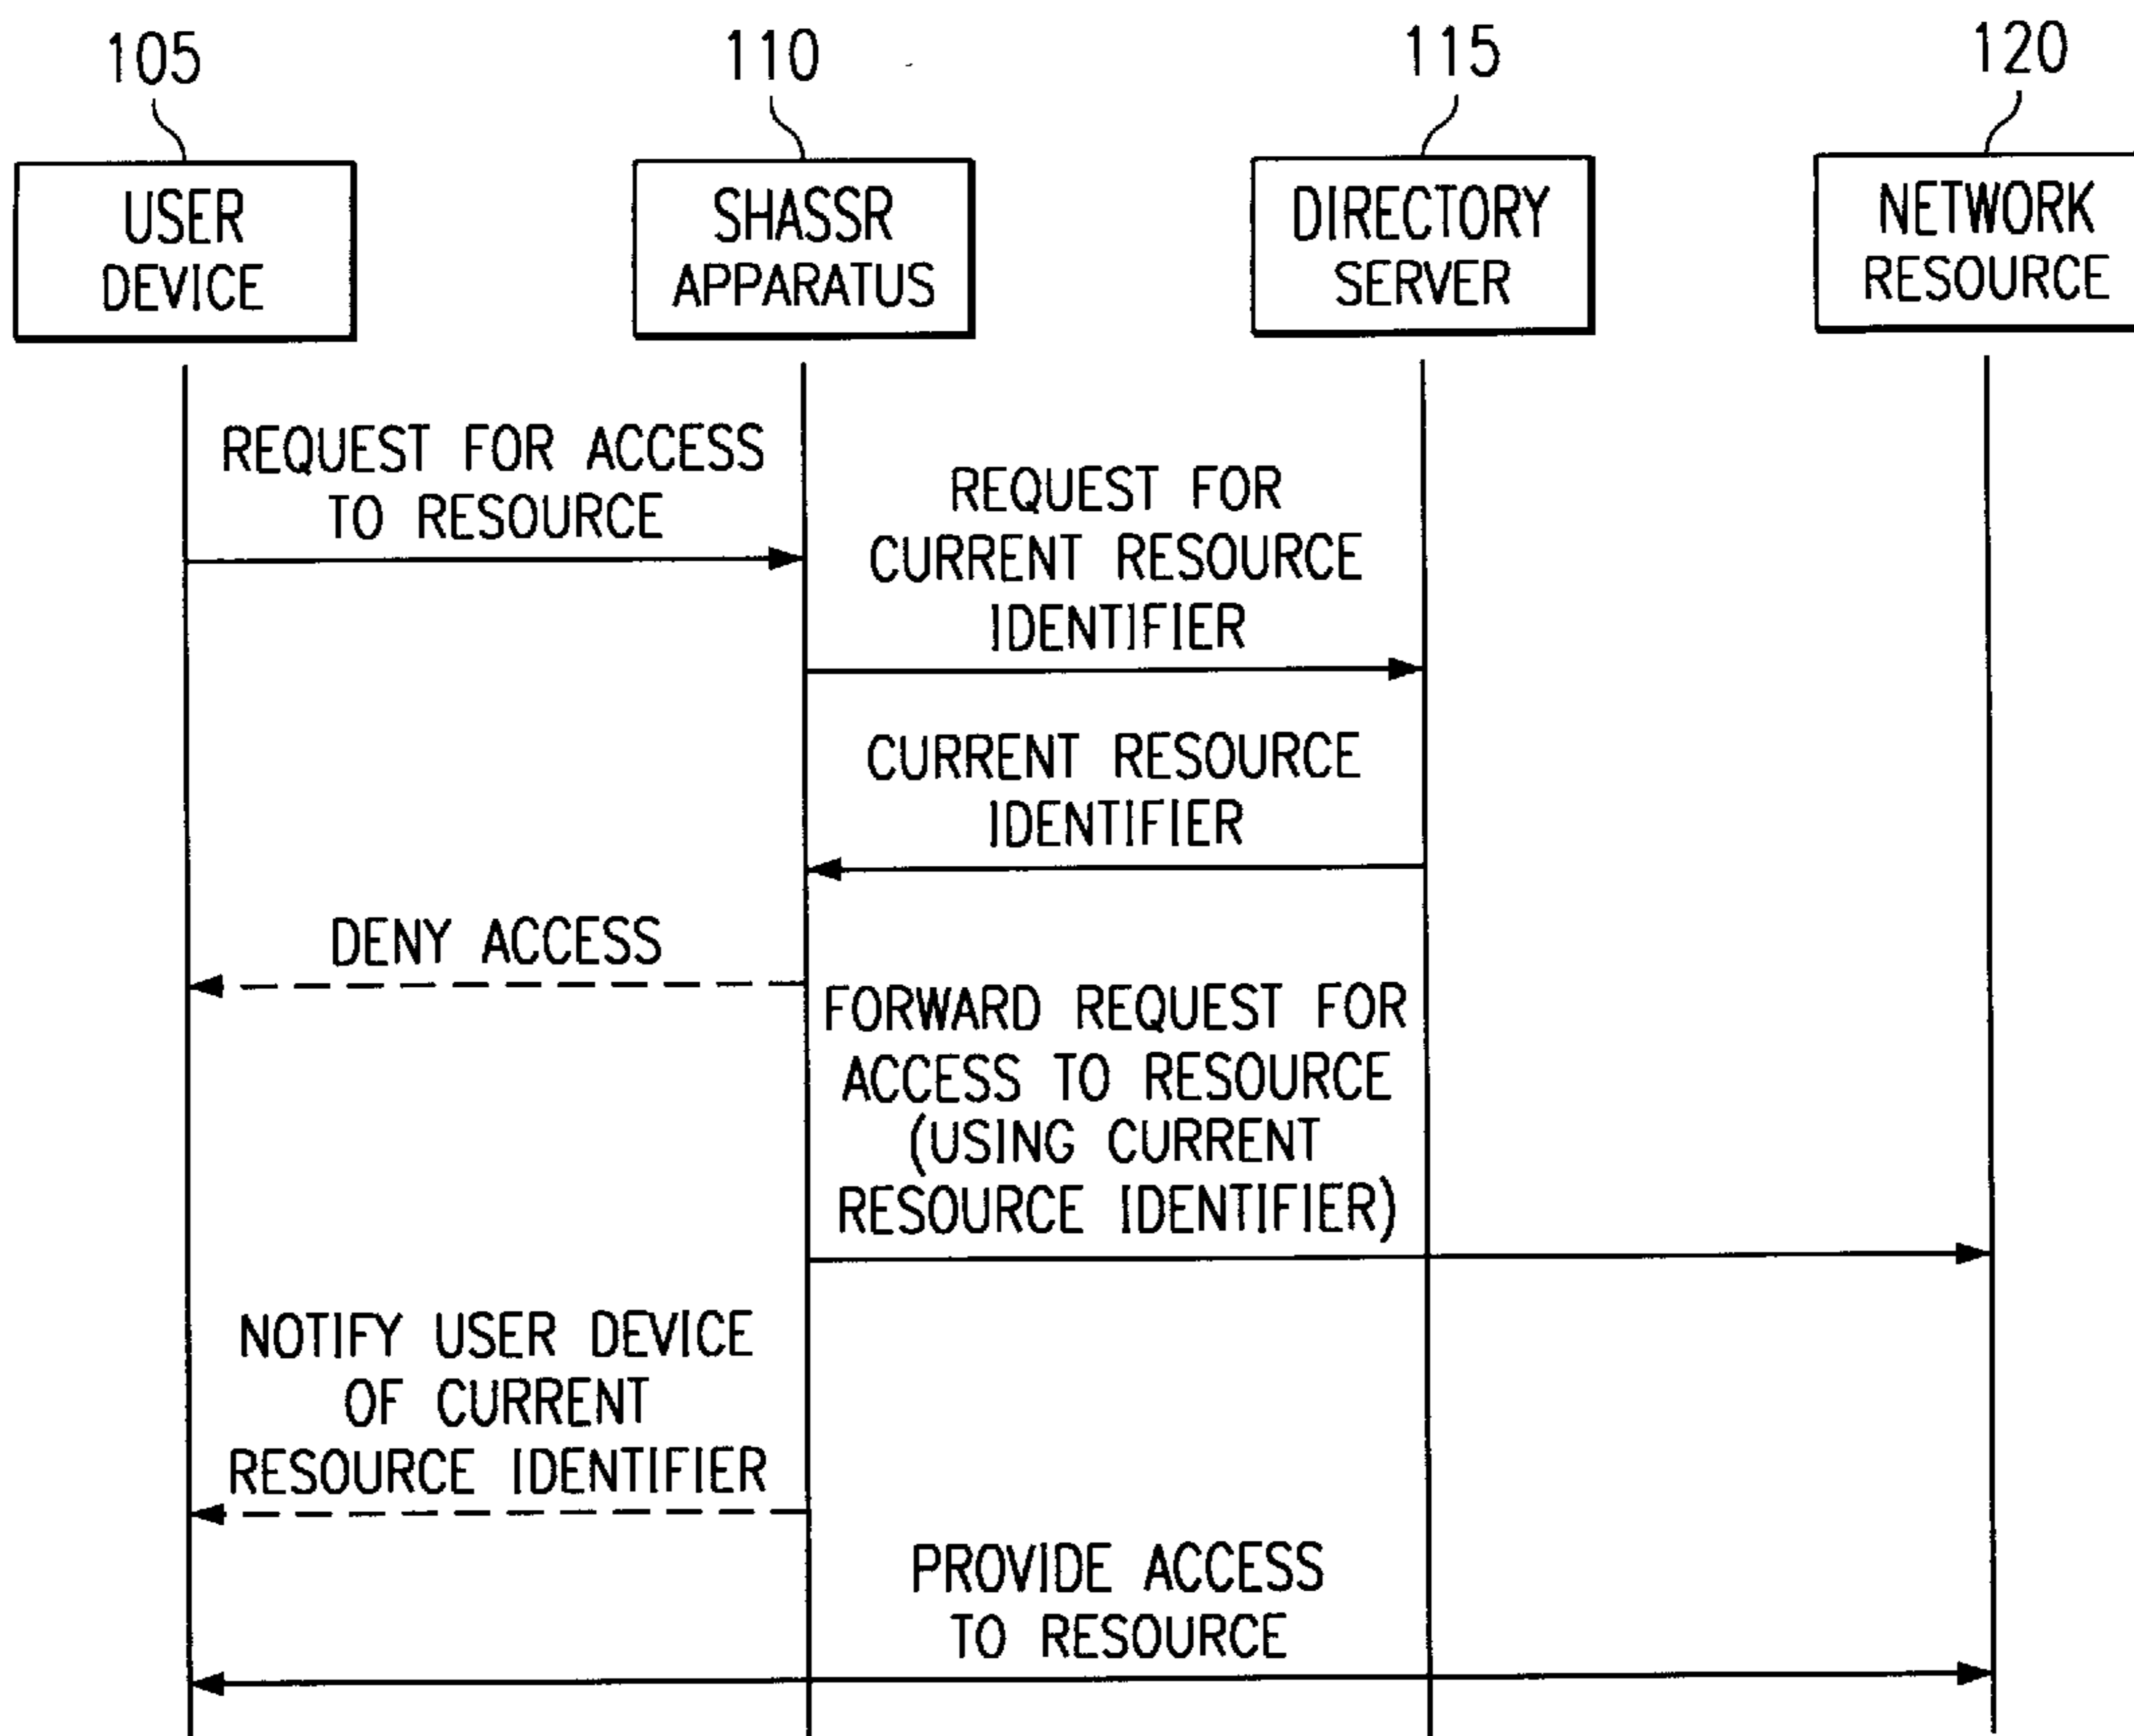 105
110
115
120
USER
DEVICE
SHASSR
APPARATUS
DIRECTORY
SERVER
NETWORK
RESOURCE
REQUEST FOR ACCESS
TO RESOURCE
REQUEST FOR
CURRENT RESOURCE
IDENTIFIER
CURRENT RESOURCE
IDENTIFIER
DENY ACCESS
FORWARD REQUEST FOR
ACCESS TO RESOURCE
(USING CURRENT
RESOURCE IDENTIFIER)
NOTIFY USER DEVICE
OF CURRENT
RESOURCE IDENTIFIER
PROVIDE ACCESS
TO RESOURCE